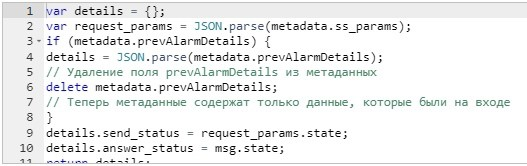 1 var details = {};
2 var request_params = JSON.parse(metadata.ss_params);
3 if (metadata.prevAlarmDetails) {
4 details = JSON.parse(metadata.prevAlarmDetails);
5 // Удаление поля prevAlarmDetails из метаданных
6 delete metadata.prevAlarmDetails;
7 // Теперь метаданные содержат только данные, которые были на входе
8 }
9 details.send_status = request_params.state;
10 details.answer_status = msg.state;
11 return details;